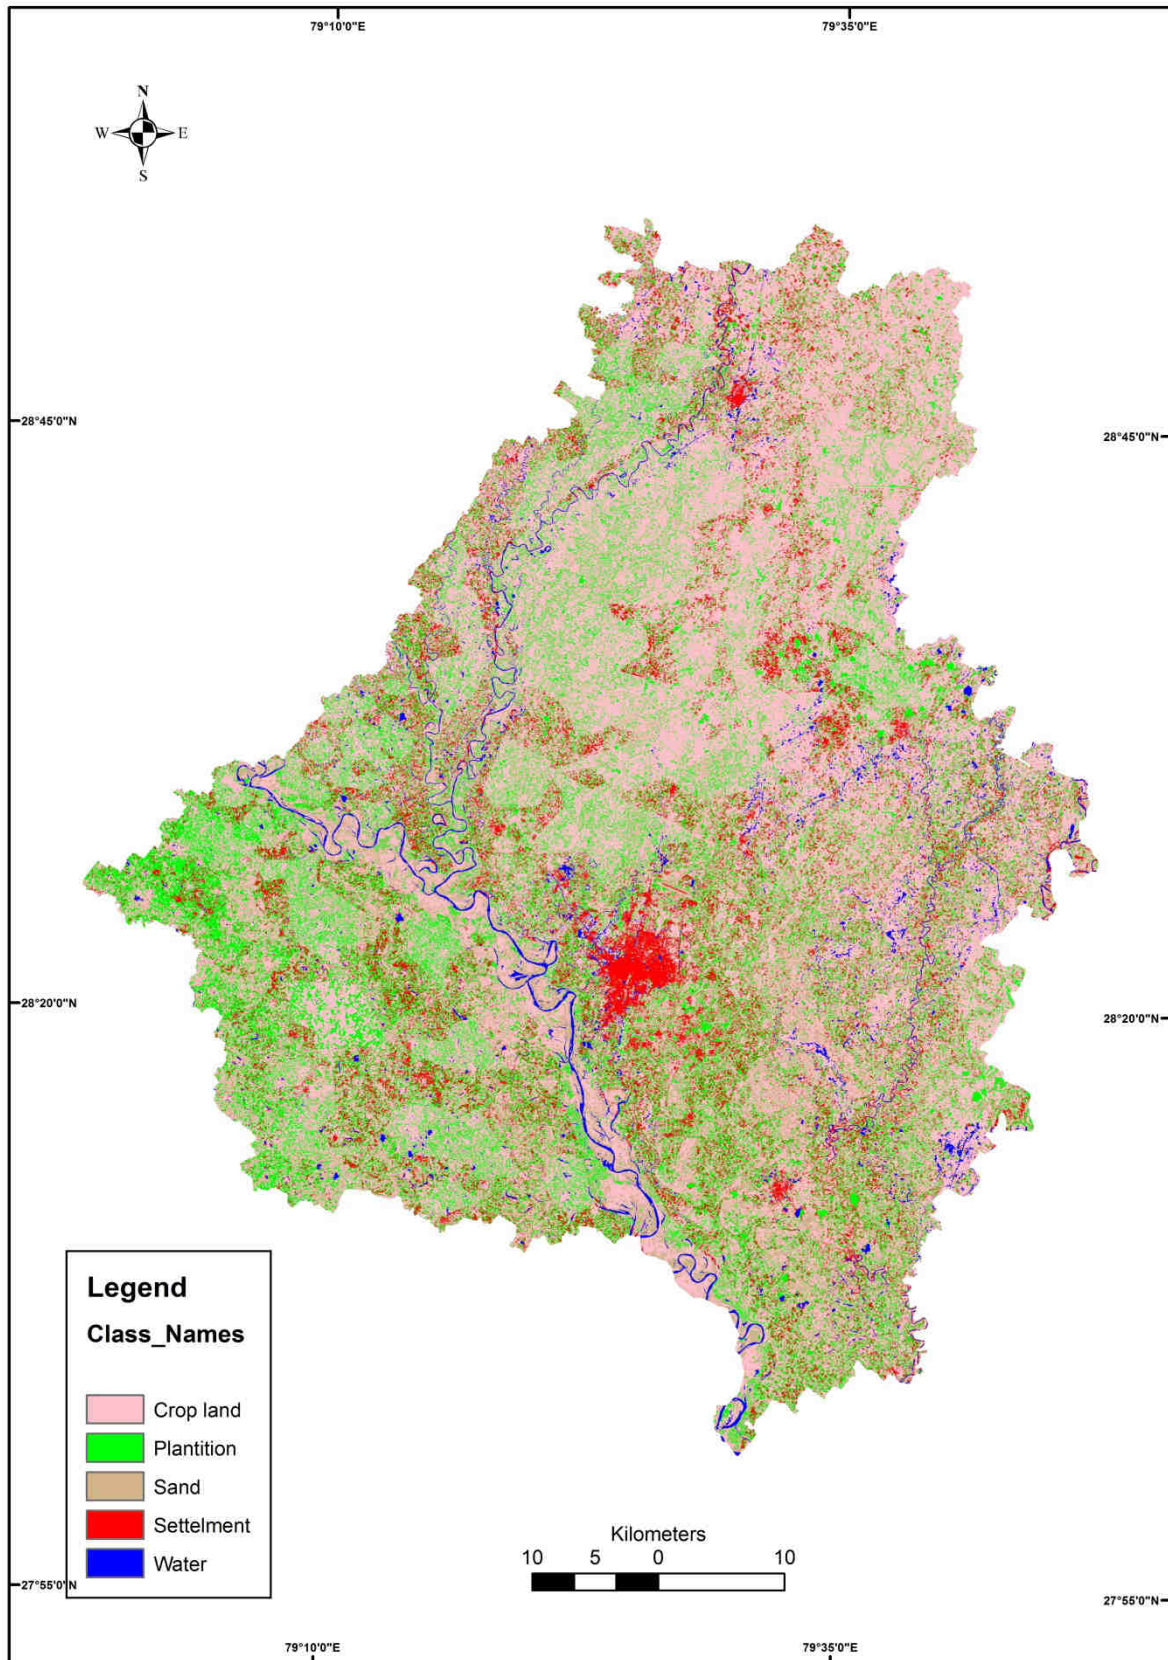 79°10'0"E 79°35'0"E
N
W E
S
28°45'0"N 28°45'0"N
28°20'0"N 28°20'0"N
Legend
Class_Names
Crop land
Plantition
Sand
Settelment
Water
Kilometers
10 5 0 10
27°55'0"N 27°55'0"N
79°10'0"E 79°35'0"E